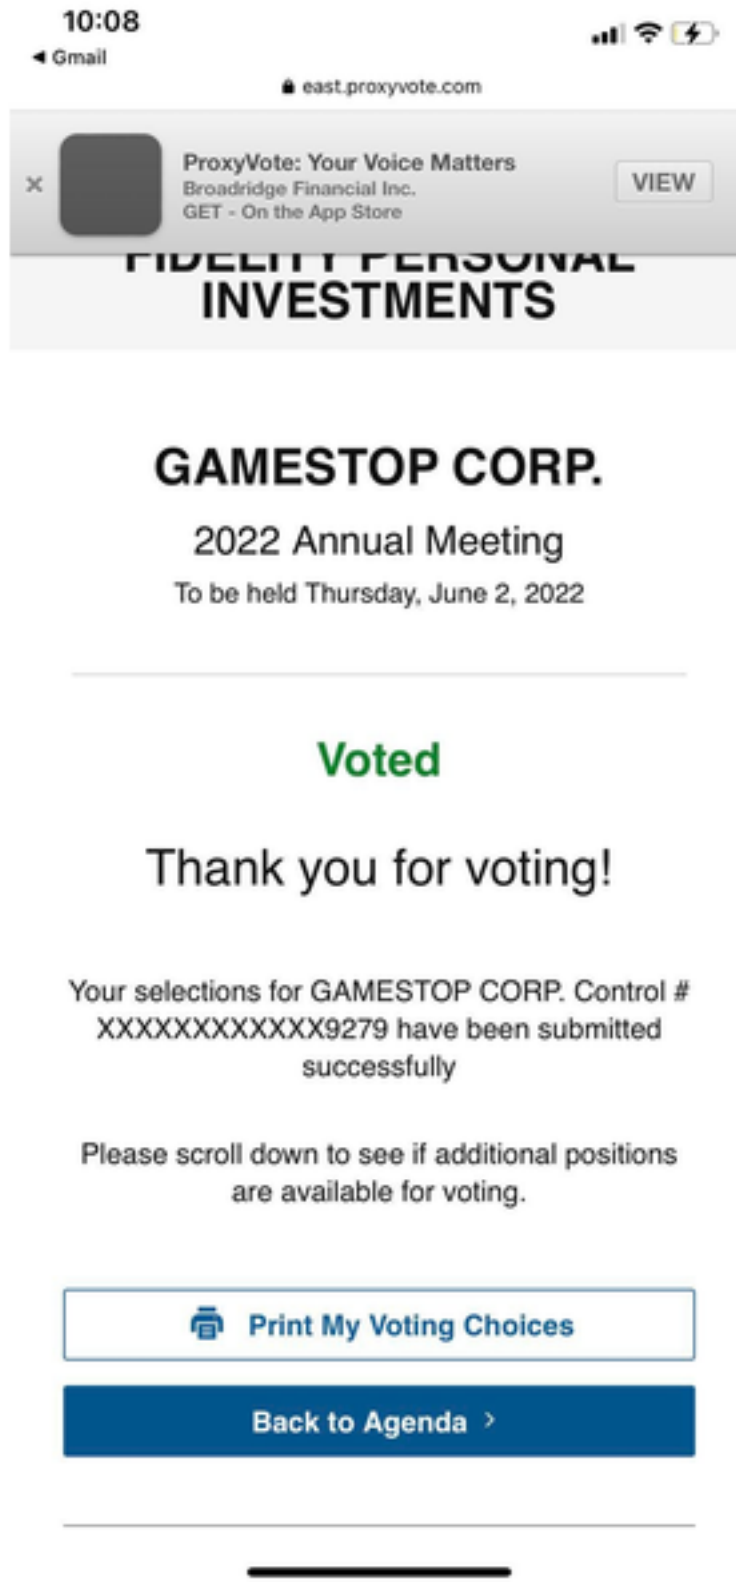 10:08
◀ Gmail
east.proxyvote.com
× ProxyVote: Your Voice Matters
Broadridge Financial Inc.
GET - On the App Store
VIEW
FIDELITY PERSONAL
INVESTMENTS
GAMESTOP CORP.
2022 Annual Meeting
To be held Thursday, June 2, 2022
Voted
Thank you for voting!
Your selections for GAMESTOP CORP. Control #
XXXXXXXXXXXX9279 have been submitted
successfully
Please scroll down to see if additional positions
are available for voting.
Print My Voting Choices
Back to Agenda >